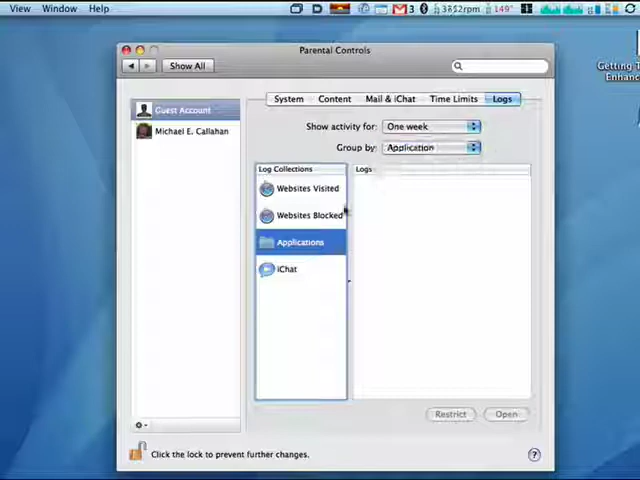 View Window Help
3 3852rpm 149°
Parental Controls
Show All
Getting T
Enhanc
Guest Account
Michael E. Callahan
System Content Mail & iChat Time Limits Logs
Show activity for: One week
Group by: Application
Log Collections Logs
Websites Visited
Websites Blocked
Applications
iChat
Restrict Open
Click the lock to prevent further changes. ?